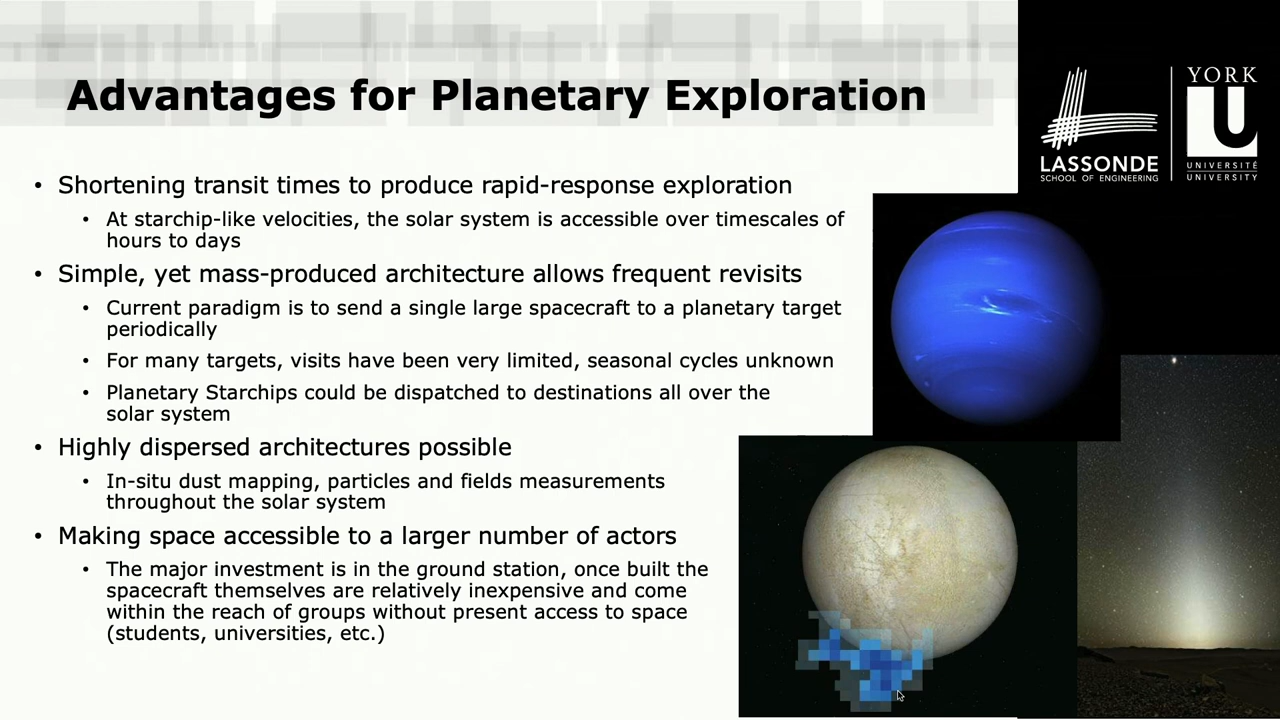 Advantages for Planetary Exploration
YORK
UNIVERSITÉ
UNIVERSITY
LASSONDE
SCHOOL OF ENGINEERING
• Shortening transit times to produce rapid-response exploration
• At starchip-like velocities, the solar system is accessible over timescales of
hours to days
• Simple, yet mass-produced architecture allows frequent revisits
• Current paradigm is to send a single large spacecraft to a planetary target
periodically
• For many targets, visits have been very limited, seasonal cycles unknown
• Planetary Starchips could be dispatched to destinations all over the
solar system
• Highly dispersed architectures possible
• In-situ dust mapping, particles and fields measurements
throughout the solar system
• Making space accessible to a larger number of actors
• The major investment is in the ground station, once built the
spacecraft themselves are relatively inexpensive and come
within the reach of groups without present access to space
(students, universities, etc.)